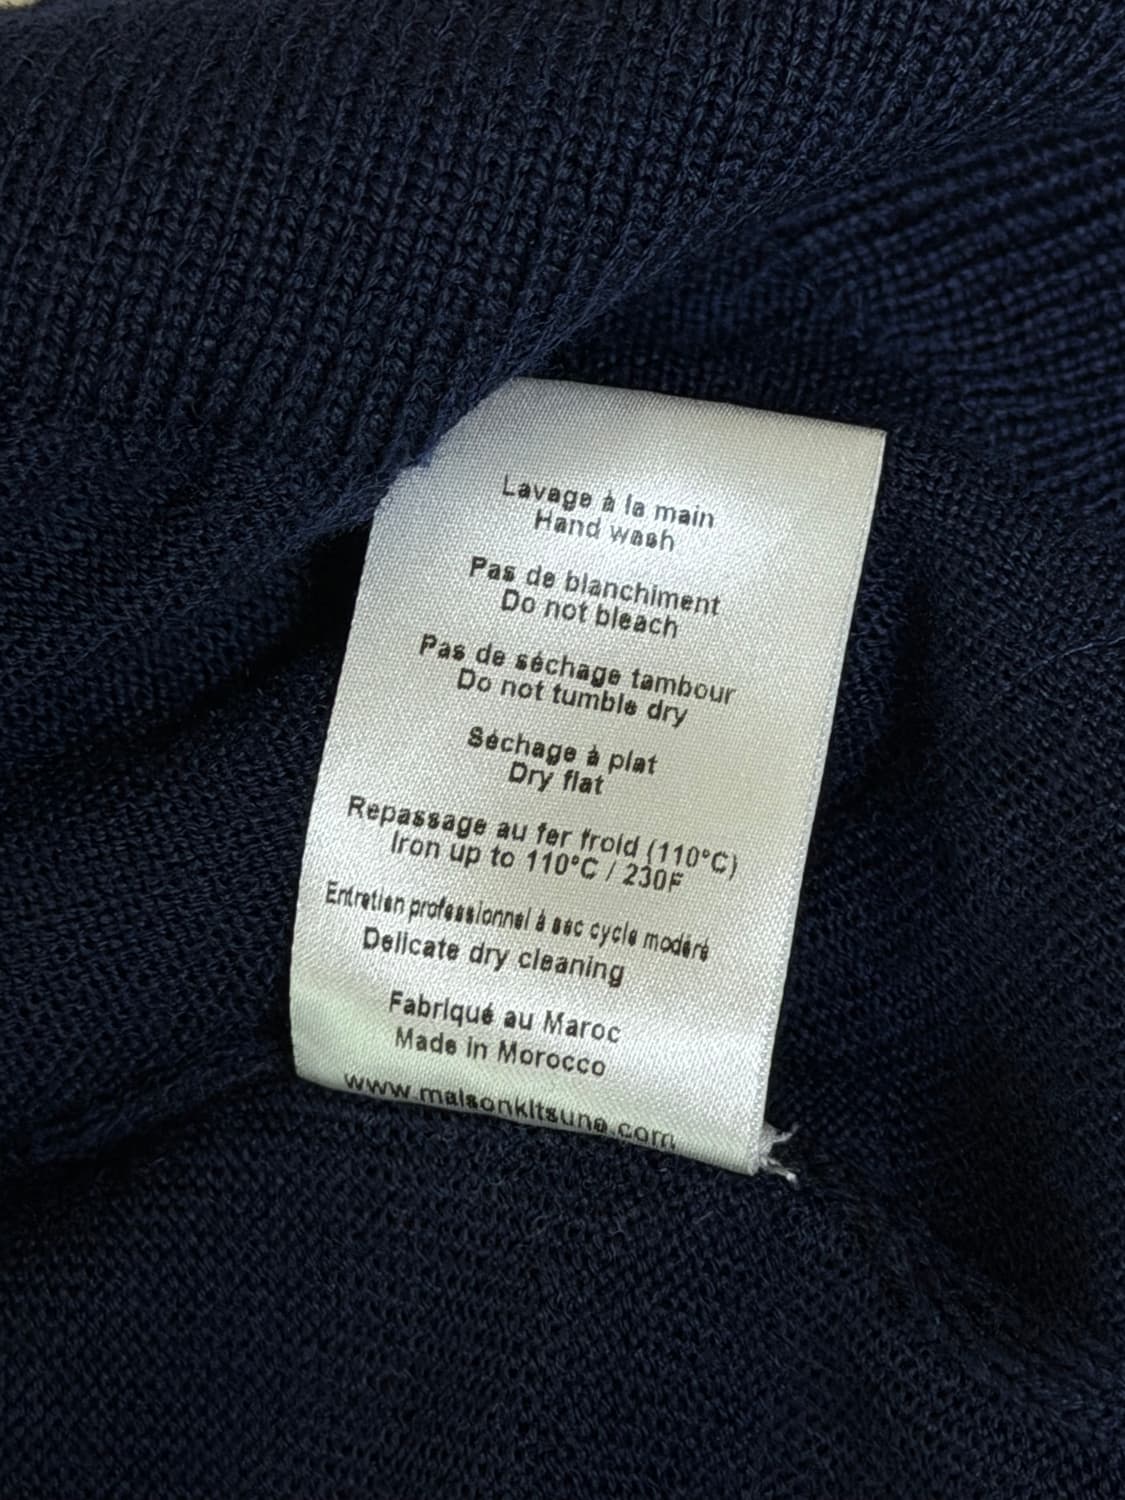 Lavage à la main
Hand wash
Pas de blanchiment
Do not bleach
Pas de séchage tambour
Do not tumble dry
Séchage à plat
Dry flat
Repassage au fer froid (110°C)
Iron up to 110°C / 230F
Entretien professionnel à sec cycle modéré
Delicate dry cleaning
Fabriqué au Maroc
Made in Morocco
www.maisonkitsune.com